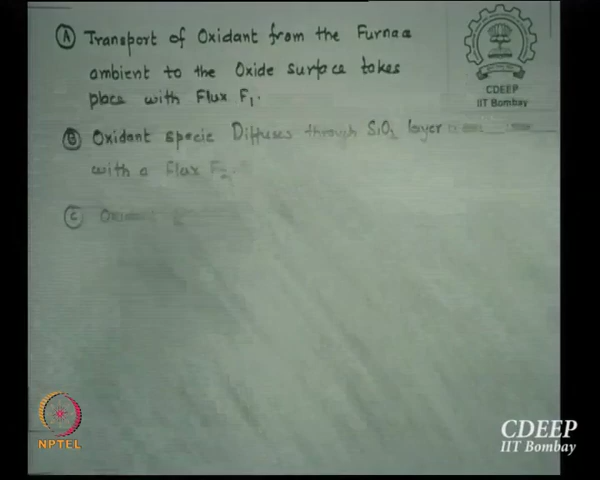 (A) Transport of Oxidant from the Furnace
ambient to the Oxide surface takes
place with Flux F1.
(B) Oxidant specie Diffuses through SiO2 layer
with a Flux F2.
(C)
CDEEP
IIT Bombay
NPTEL
CDEEP
IIT Bombay